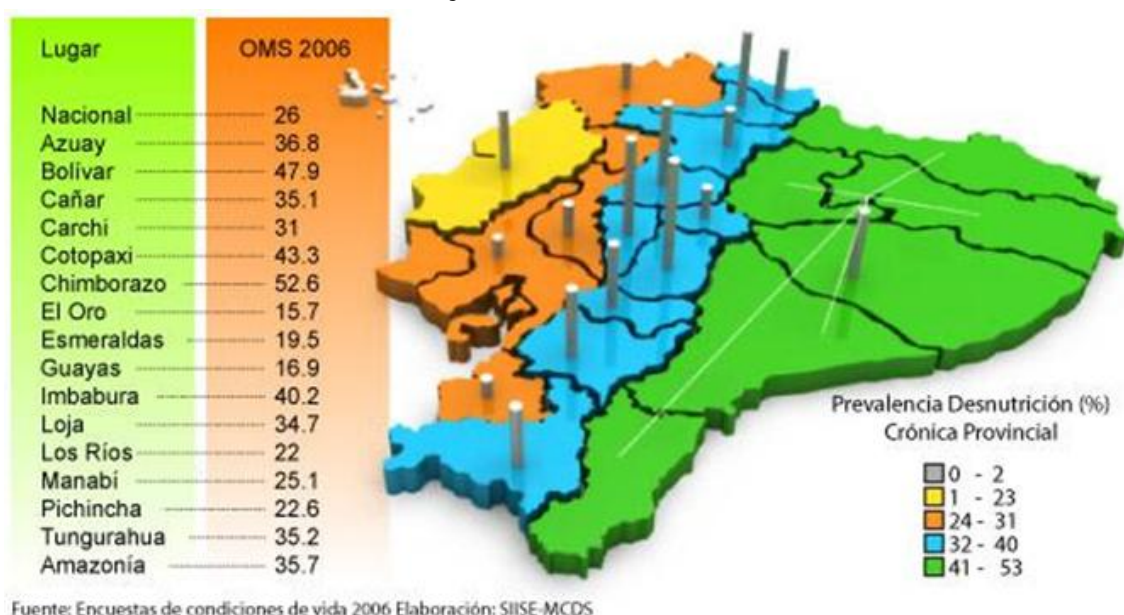 Lugar OMS 2006
Nacional 26
Azuay 36.8
Bolívar 47.9
Cañar 35.1
Carchi 31
Cotopaxi 43.3
Chimborazo 52.6
El Oro 15.7
Esmeraldas 19.5
Guayas 16.9
Imbabura 40.2
Loja 34.7
Los Ríos 22
Manabí 25.1
Pichincha 22.6
Tungurahua 35.2
Amazonía 35.7
Prevalencia Desnutrición (%)
Crónica Provincial
0 - 2
1 - 23
24 - 31
32 - 40
41 - 53
Fuente: Encuestas de condiciones de vida 2006 Elaboración: SIISE-MCDS